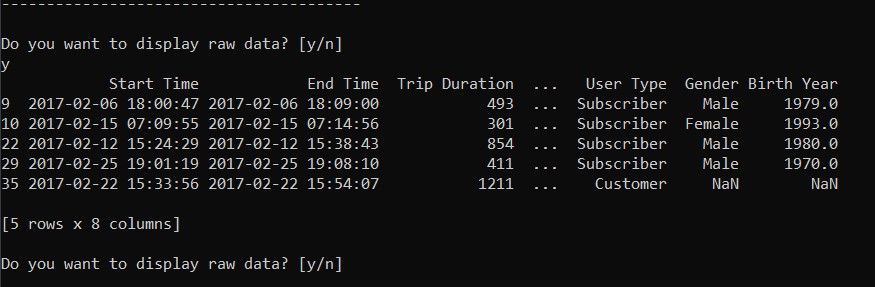 ----------------------------------------
Do you want to display raw data? [y/n]
y
            Start Time            End Time  Trip Duration  ...   User Type  Gender Birth Year
9  2017-02-06 18:00:47 2017-02-06 18:09:00            493  ...  Subscriber    Male     1979.0
10 2017-02-15 07:09:55 2017-02-15 07:14:56            301  ...  Subscriber  Female     1993.0
22 2017-02-12 15:24:29 2017-02-12 15:38:43            854  ...  Subscriber    Male     1980.0
29 2017-02-25 19:01:19 2017-02-25 19:08:10            411  ...  Subscriber    Male     1970.0
35 2017-02-22 15:33:56 2017-02-22 15:54:07           1211  ...    Customer     NaN        NaN
[5 rows x 8 columns]
Do you want to display raw data? [y/n]